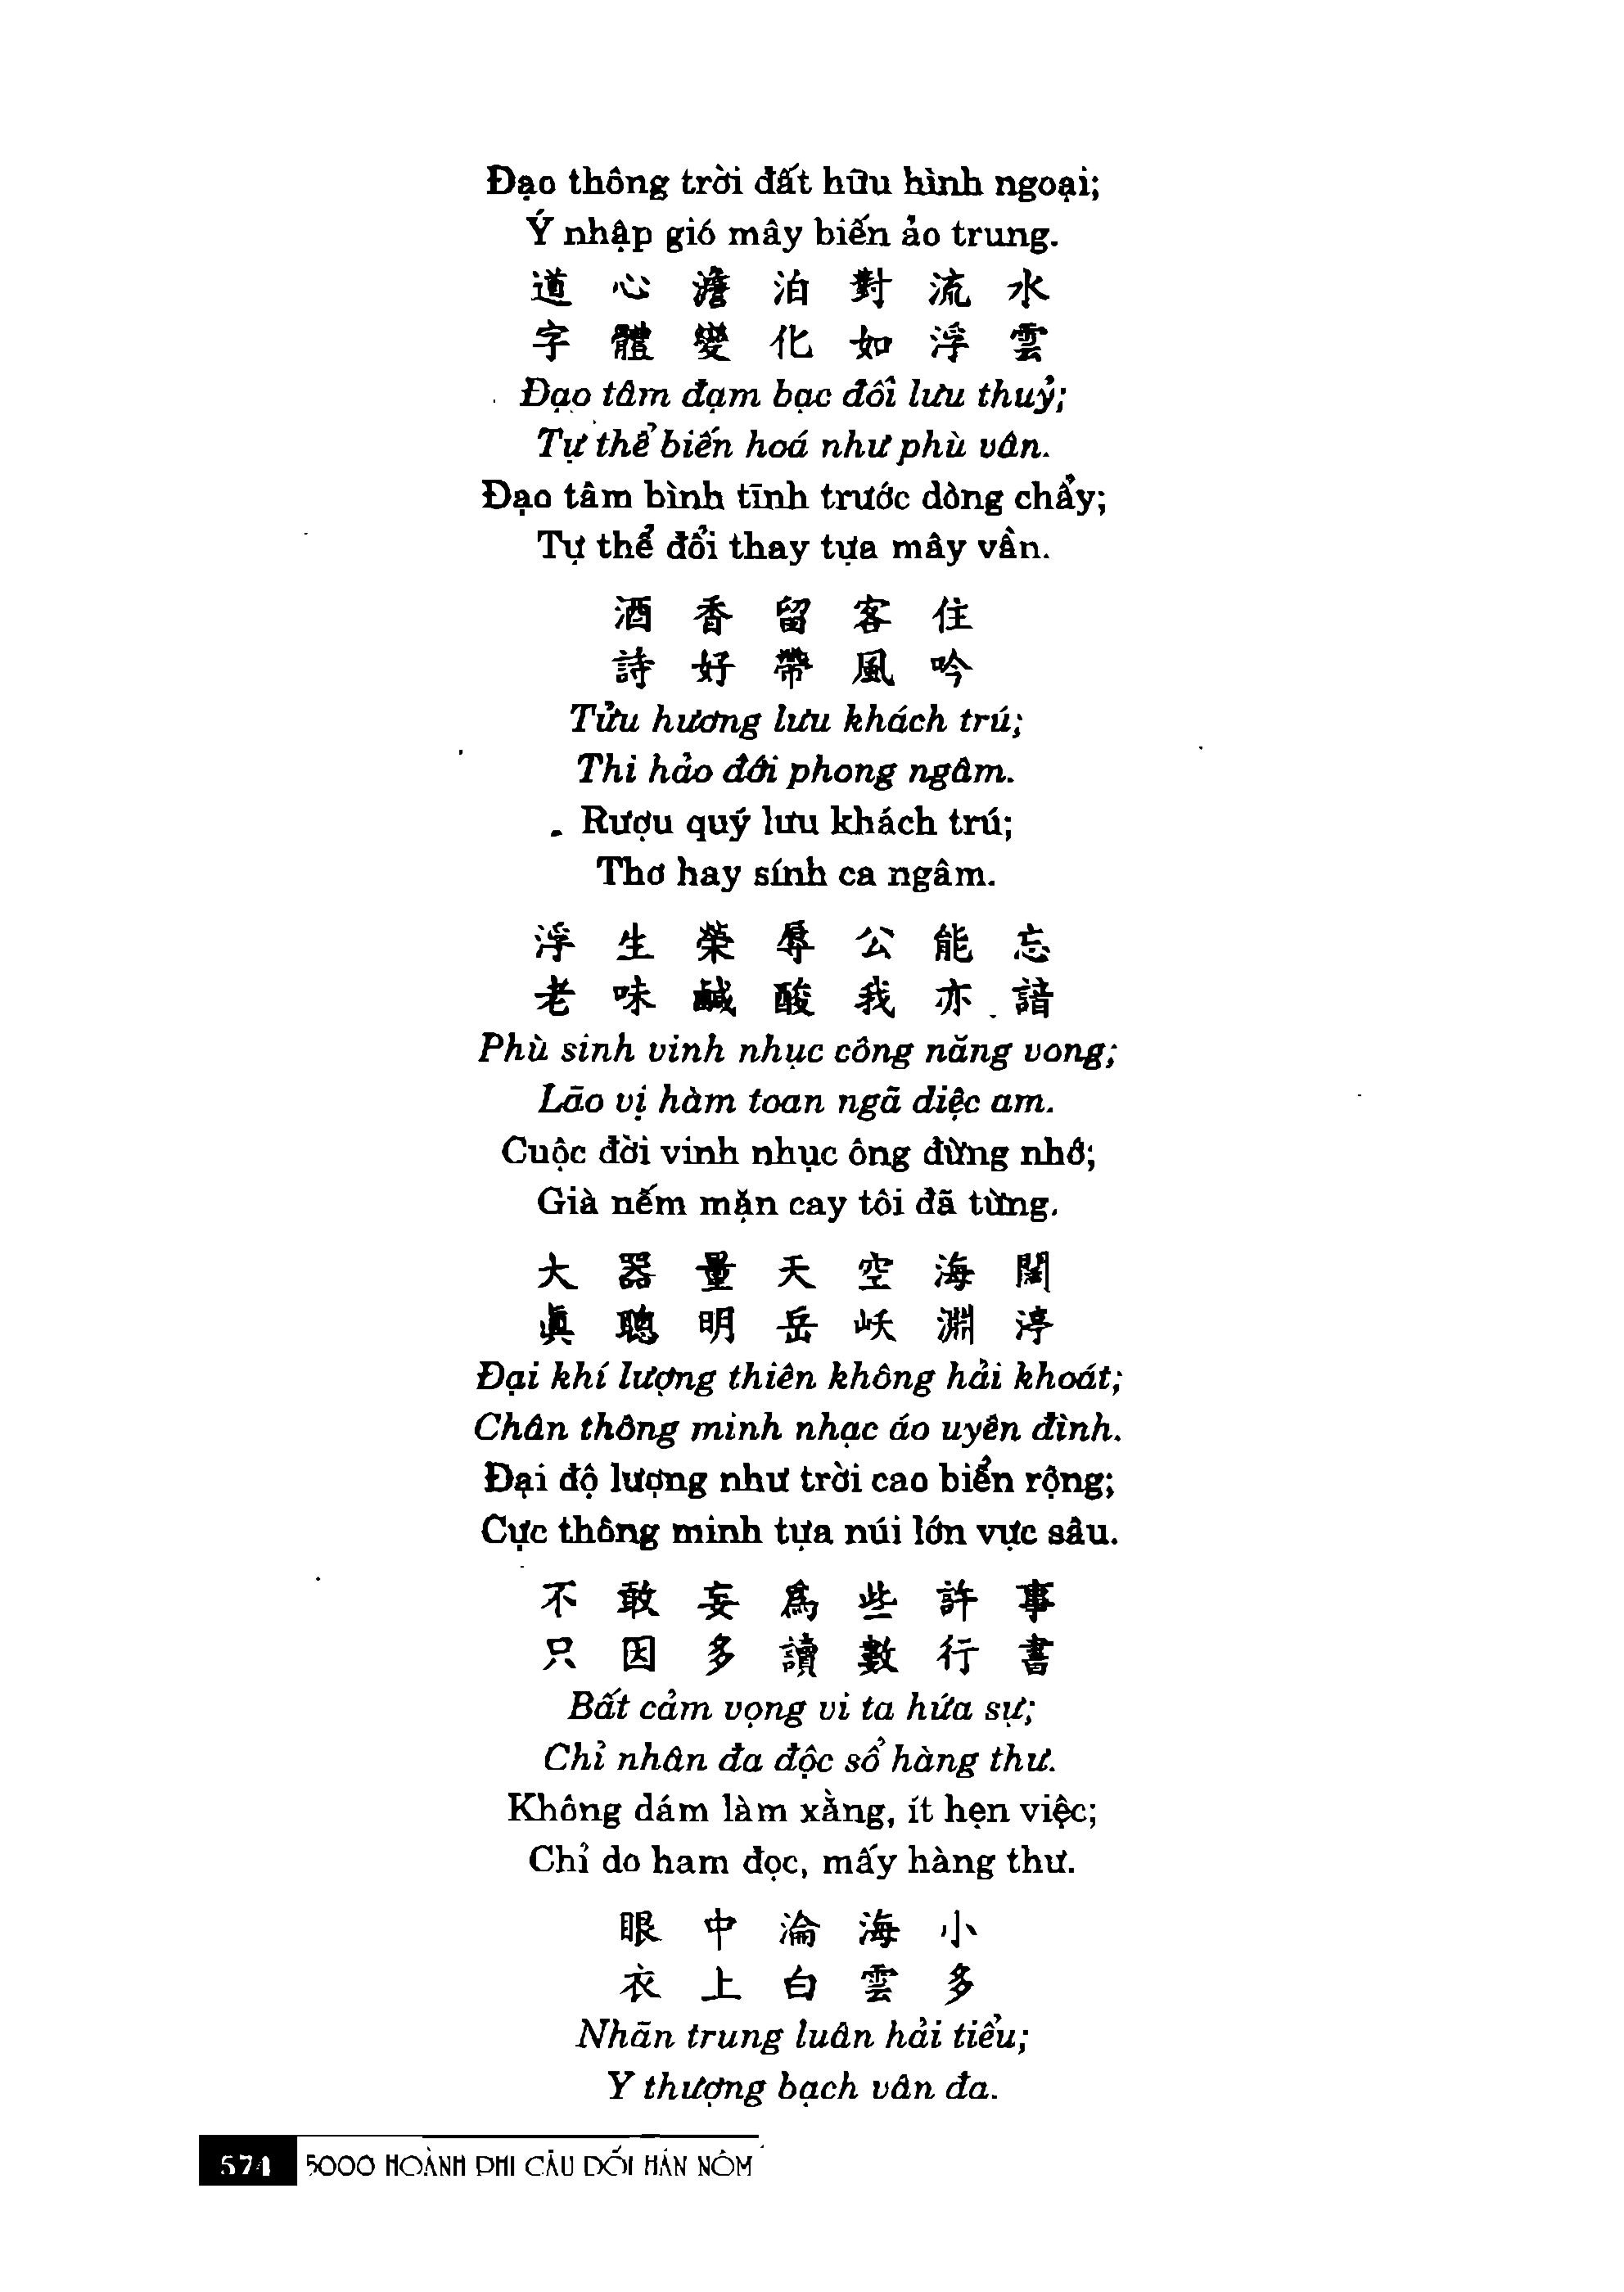 Đạo thông trời đất hữu hình ngoại;
Ý nhập gió mây biến ảo trung.
道心澹泊對流水
字體變化如浮雲
Đạo tâm đạm bạc đối lưu thuỷ;
Tự thể biến hoá như phù vân.
Đạo tâm bình tĩnh trước dòng chẩy;
Tự thể đổi thay tựa mây vần.
酒香留客住
詩好帶風吟
Tửu hương lưu khách trú;
Thi hảo đới phong ngâm.
Rượu quý lưu khách trú;
Thơ hay sính ca ngâm.
浮生榮辱公能忘
老味鹹酸我亦諳
Phù sinh vinh nhục công năng vong;
Lão vị hàm toan ngã diệc am.
Cuộc đời vinh nhục ông đừng nhớ;
Già nếm mặn cay tôi đã từng.
大器量天空海闊
眞聰明岳岆淵渟
Đại khí lượng thiên không hải khoát;
Chân thông minh nhạc áo uyên đình.
Đại độ lượng như trời cao biển rộng;
Cực thông minh tựa núi lớn vực sâu.
不敢妄爲些許事
只因多讀數行書
Bất cảm vọng vi ta hứa sự;
Chỉ nhân đa độc sổ hàng thư.
Không dám làm xằng, ít hẹn việc;
Chỉ do ham đọc, mấy hàng thư.
眼中淪海小
衣上白雲多
Nhãn trung luân hải tiểu;
Y thượng bạch vân đa.
574 5000 HOÀNH PHI CÂU ĐỐI HÁN NÔM